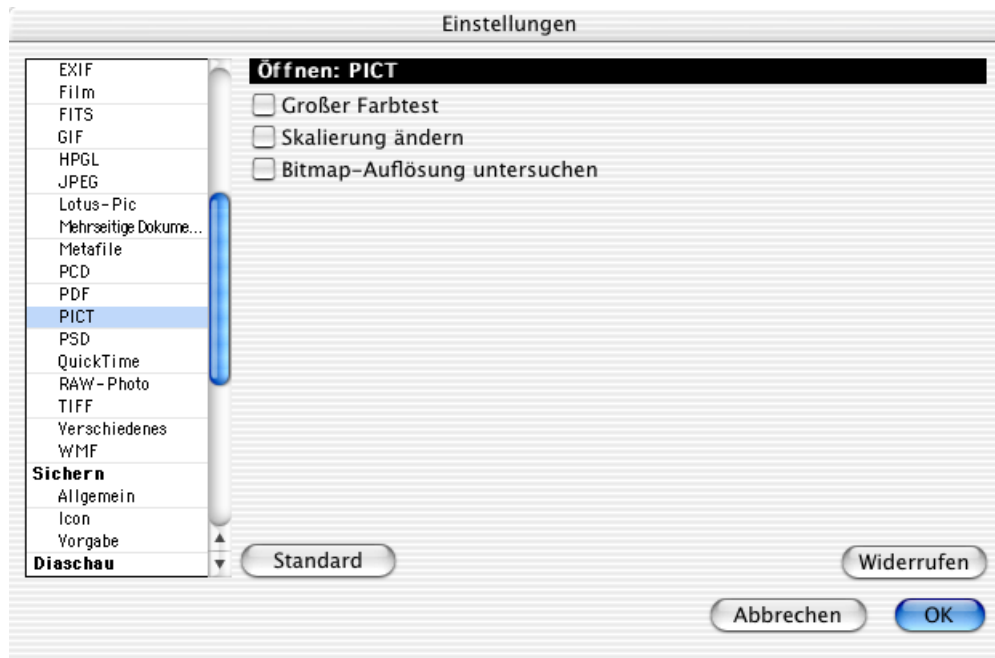 Einstellungen
EXIF
Film
FITS
GIF
HPGL
JPEG
Lotus-Pic
Mehrseitige Dokume...
Metafile
PCD
PDF
PICT
PSD
QuickTime
RAW-Photo
TIFF
Verschiedenes
WMF
Sichern
Allgemein
Icon
Vorgabe
Diaschau
Öffnen: PICT
Großer Farbtest
Skalierung ändern
Bitmap-Auflösung untersuchen
Standard
Widerrufen
Abbrechen
OK